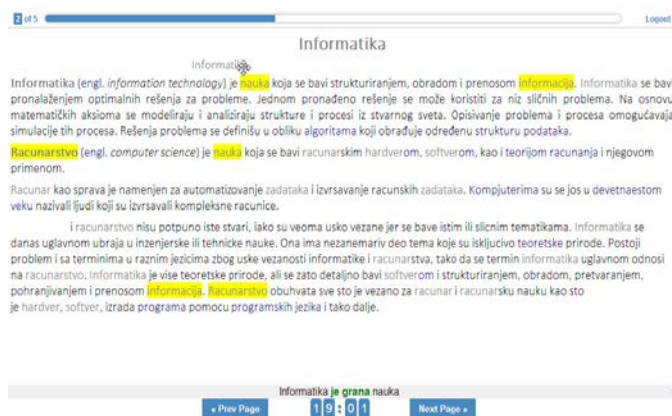 2 of 5
Logout
Informatika
Informatika
Informatika (engl. information technology) je nauka koja se bavi strukturiranjem, obradom i prenosom informacija. Informatika se bavi
pronalaženjem optimalnih rešenja za probleme. Jednom pronađeno rešenje se može koristiti za niz sličnih problema. Na osnovu
matematičkih aksioma se modeliraju i analiziraju strukture i procesi iz stvarnog sveta. Opisivanje problema i procesa omogućavaja
simulacije tih procesa. Rešenja problema se definišu u obliku algoritama koji obrađuje određenu strukturu podataka.
Racunarstvo (engl. computer science) je nauka koja se bavi racunarskim hardverom, softverom, kao i teorijom racunanja i njegovom
primenom.
Racunar kao sprava je namenjen za automatizovanje zadataka i izvrsavanje racunskih zadataka. Kompjuterima su se jos u devetnaestom
veku nazivali ljudi koji su izvrsavali kompleksne racunice.
i racunarstvo nisu potpuno iste stvari, iako su veoma usko vezane jer se bave istim ili slicnim tematikama. Informatika se
danas uglavnom ubraja u inzenjerske ili tehnicke nauke. Ona ima nezanemariv deo tema koje su iskljucivo teoretske prirode. Postoji
problem i sa terminima u raznim jezicima zbog uske vezanosti informatike i racunarstva, tako da se termin informatika uglavnom odnosi
na racunarstvo. Informatika je vise teoretske prirode, ali se zato detaljno bavi softverom i strukturiranjem, obradom, pretvaranjem,
pohranjivanjem i prenosom informacija. Racunarstvo obuhvata sve sto je vezano za racunar i racunarsku nauku kao sto
je hardver, softver, izrada programa pomocu programskih jezika i tako dalje.
Informatika je grana nauka
« Prev Page 19:01 Next Page »